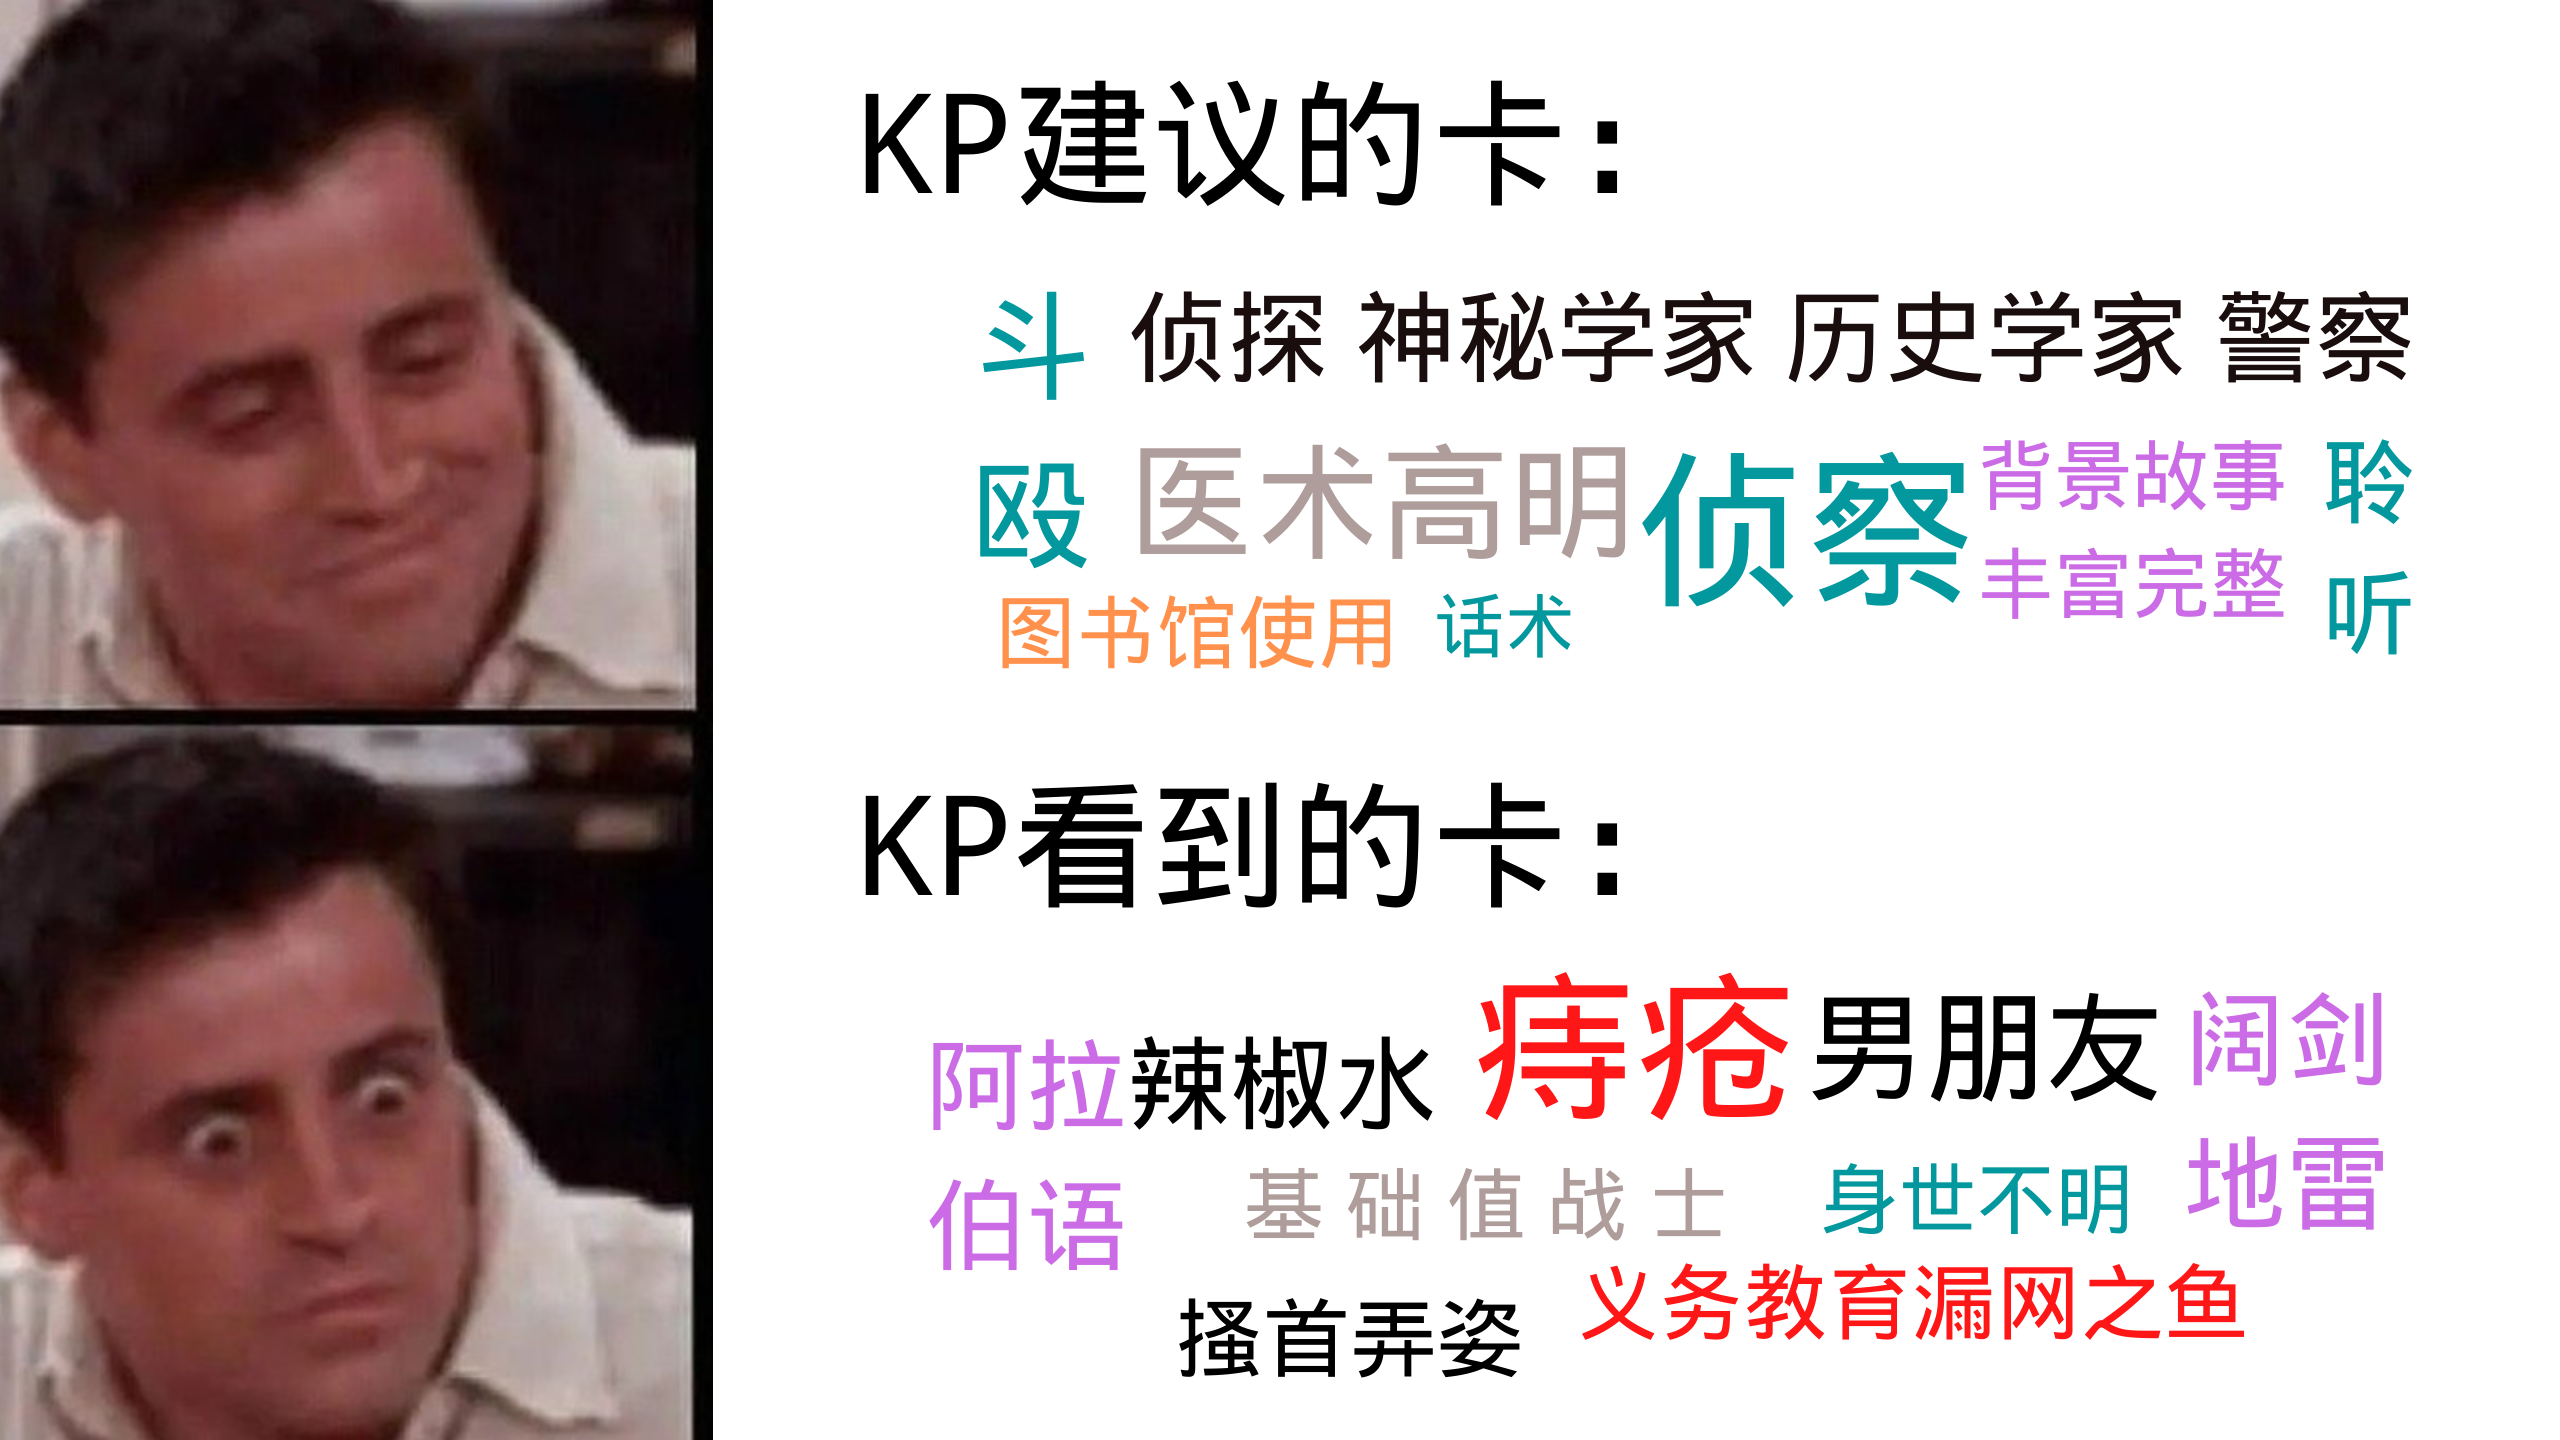 KP建议的卡:
斗殴
侦探 神秘学家 历史学家 警察
医术高明
侦察
背景故事
丰富完整
聆听
图书馆使用
话术
KP看到的卡:
阿拉
伯语
辣椒水
痔疮
男朋友
阔剑
地雷
基础值战士
身世不明
搔首弄姿
义务教育漏网之鱼